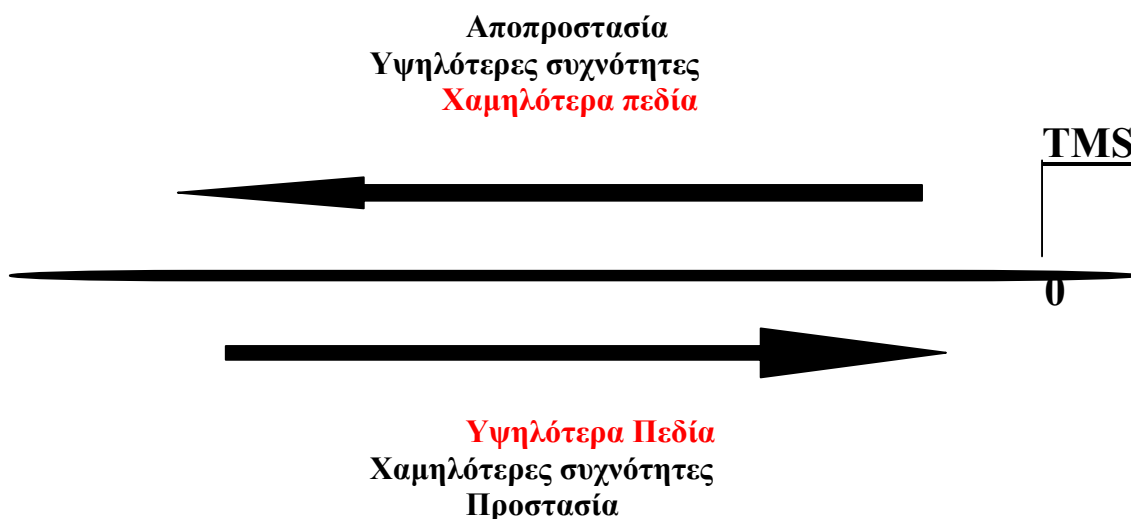 Αποπροστασία
Υψηλότερες συχνότητες
Χαμηλότερα πεδία
TMS
0
Υψηλότερα Πεδία
Χαμηλότερες συχνότητες
Προστασία